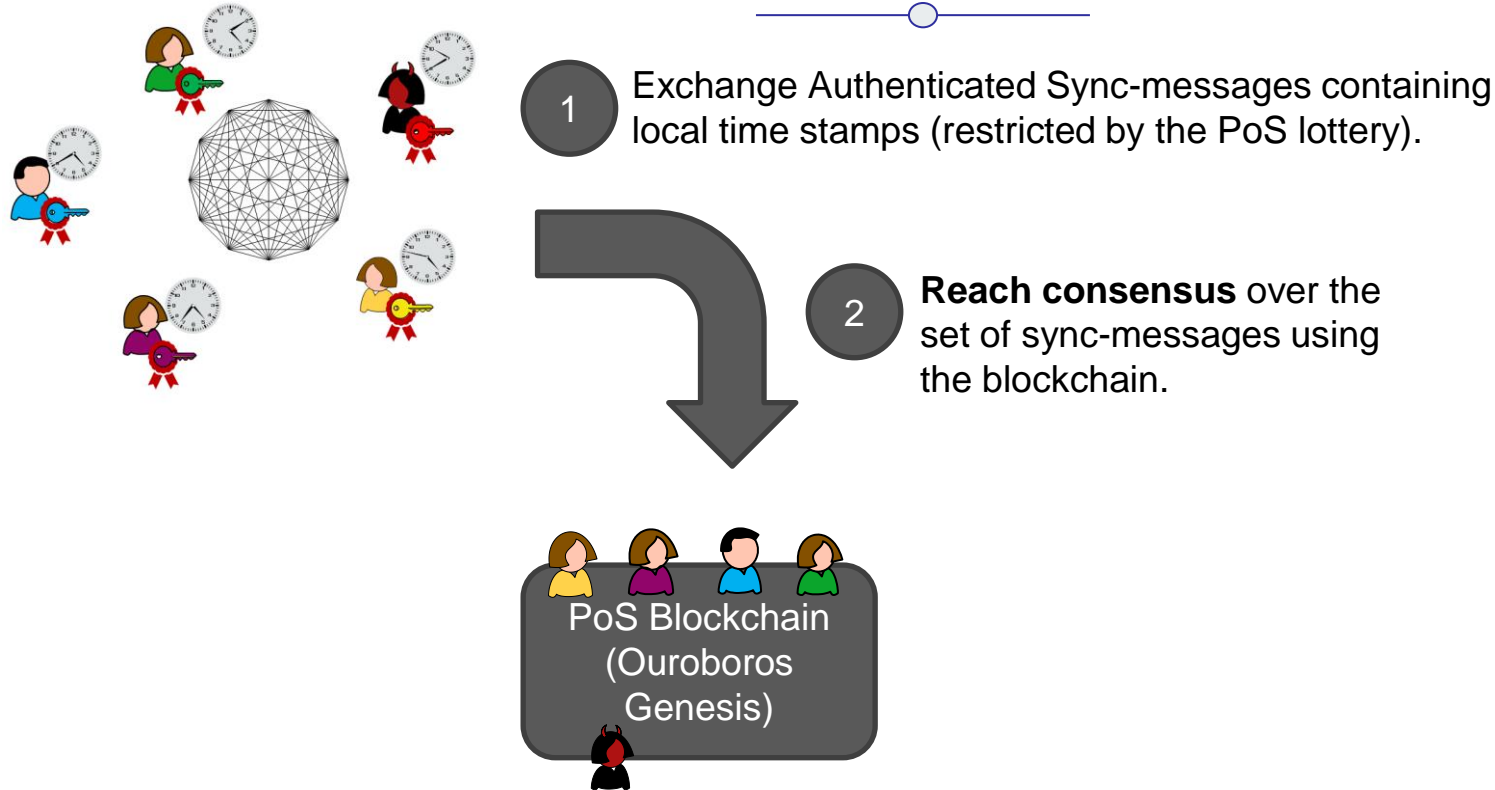 1
Exchange Authenticated Sync-messages containing
local time stamps (restricted by the PoS lottery).
2
Reach consensus over the
set of sync-messages using
the blockchain.
PoS Blockchain
(Ouroboros
Genesis)